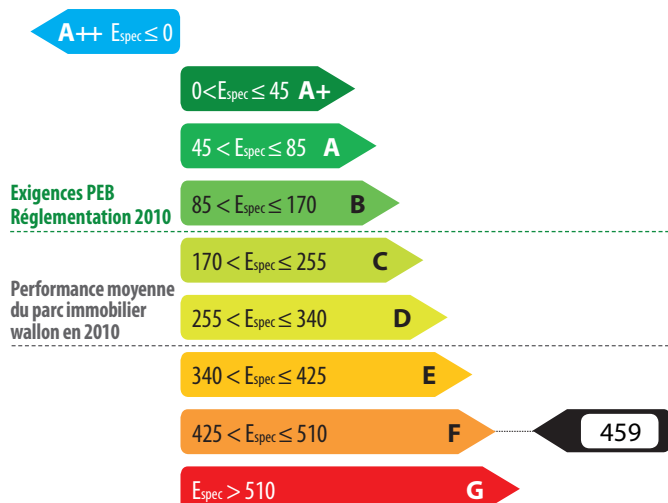 A++ Espec ≤ 0
0<Espec ≤ 45 A+
45 < Espec ≤ 85 A
Exigences PEB
Réglementation 2010
85 < Espec ≤ 170 B
170 < Espec ≤ 255 C
Performance moyenne
du parc immobilier
wallon en 2010
255 < Espec ≤ 340 D
340 < Espec ≤ 425 E
425 < Espec ≤ 510 F
459
Espec > 510 G